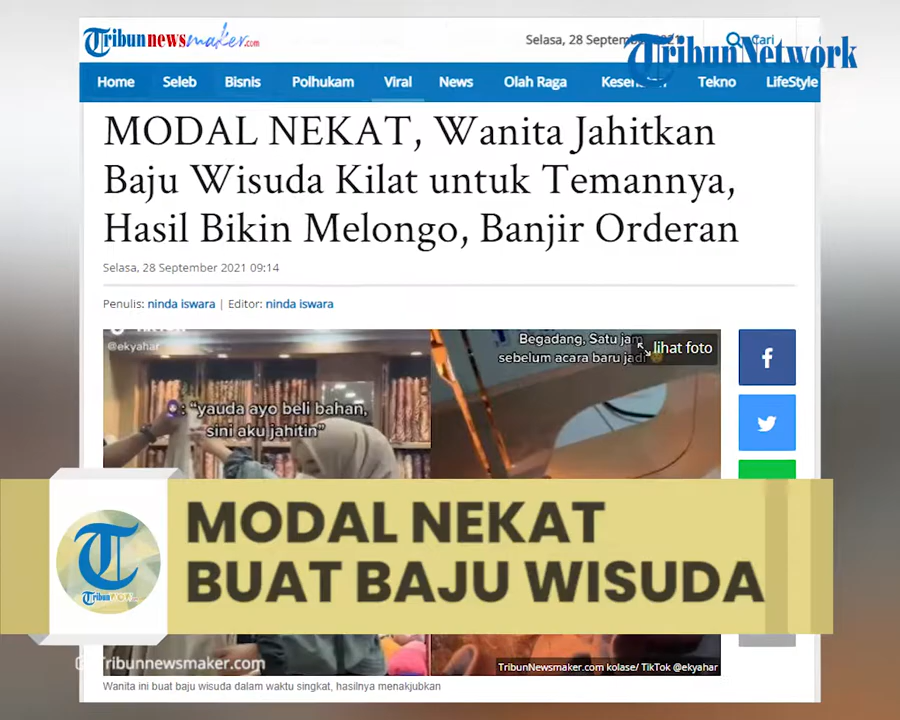 Tribunnewsmaker.com
Selasa, 28 September 2021
Cari
TribunNetwork
Home Seleb Bisnis Polhukam Viral News Olah Raga Tekno LifeStyle
MODAL NEKAT, Wanita Jahitkan
Baju Wisuda Kilat untuk Temannya,
Hasil Bikin Melongo, Banjir Orderan
Selasa, 28 September 2021 09:14
Penulis: ninda iswara | Editor: ninda iswara
@ekyahar
: "yauda ayo beli bahan,
sini aku jahitin"
Begadang, Satu jam
sebelum acara baru jadi
lihat foto
MODAL NEKAT
BUAT BAJU WISUDA
Tribunnewsmaker.com
TribunNewsmaker.com kolase/ TikTok @ekyahar
Wanita ini buat baju wisuda dalam waktu singkat, hasilnya menakjubkan